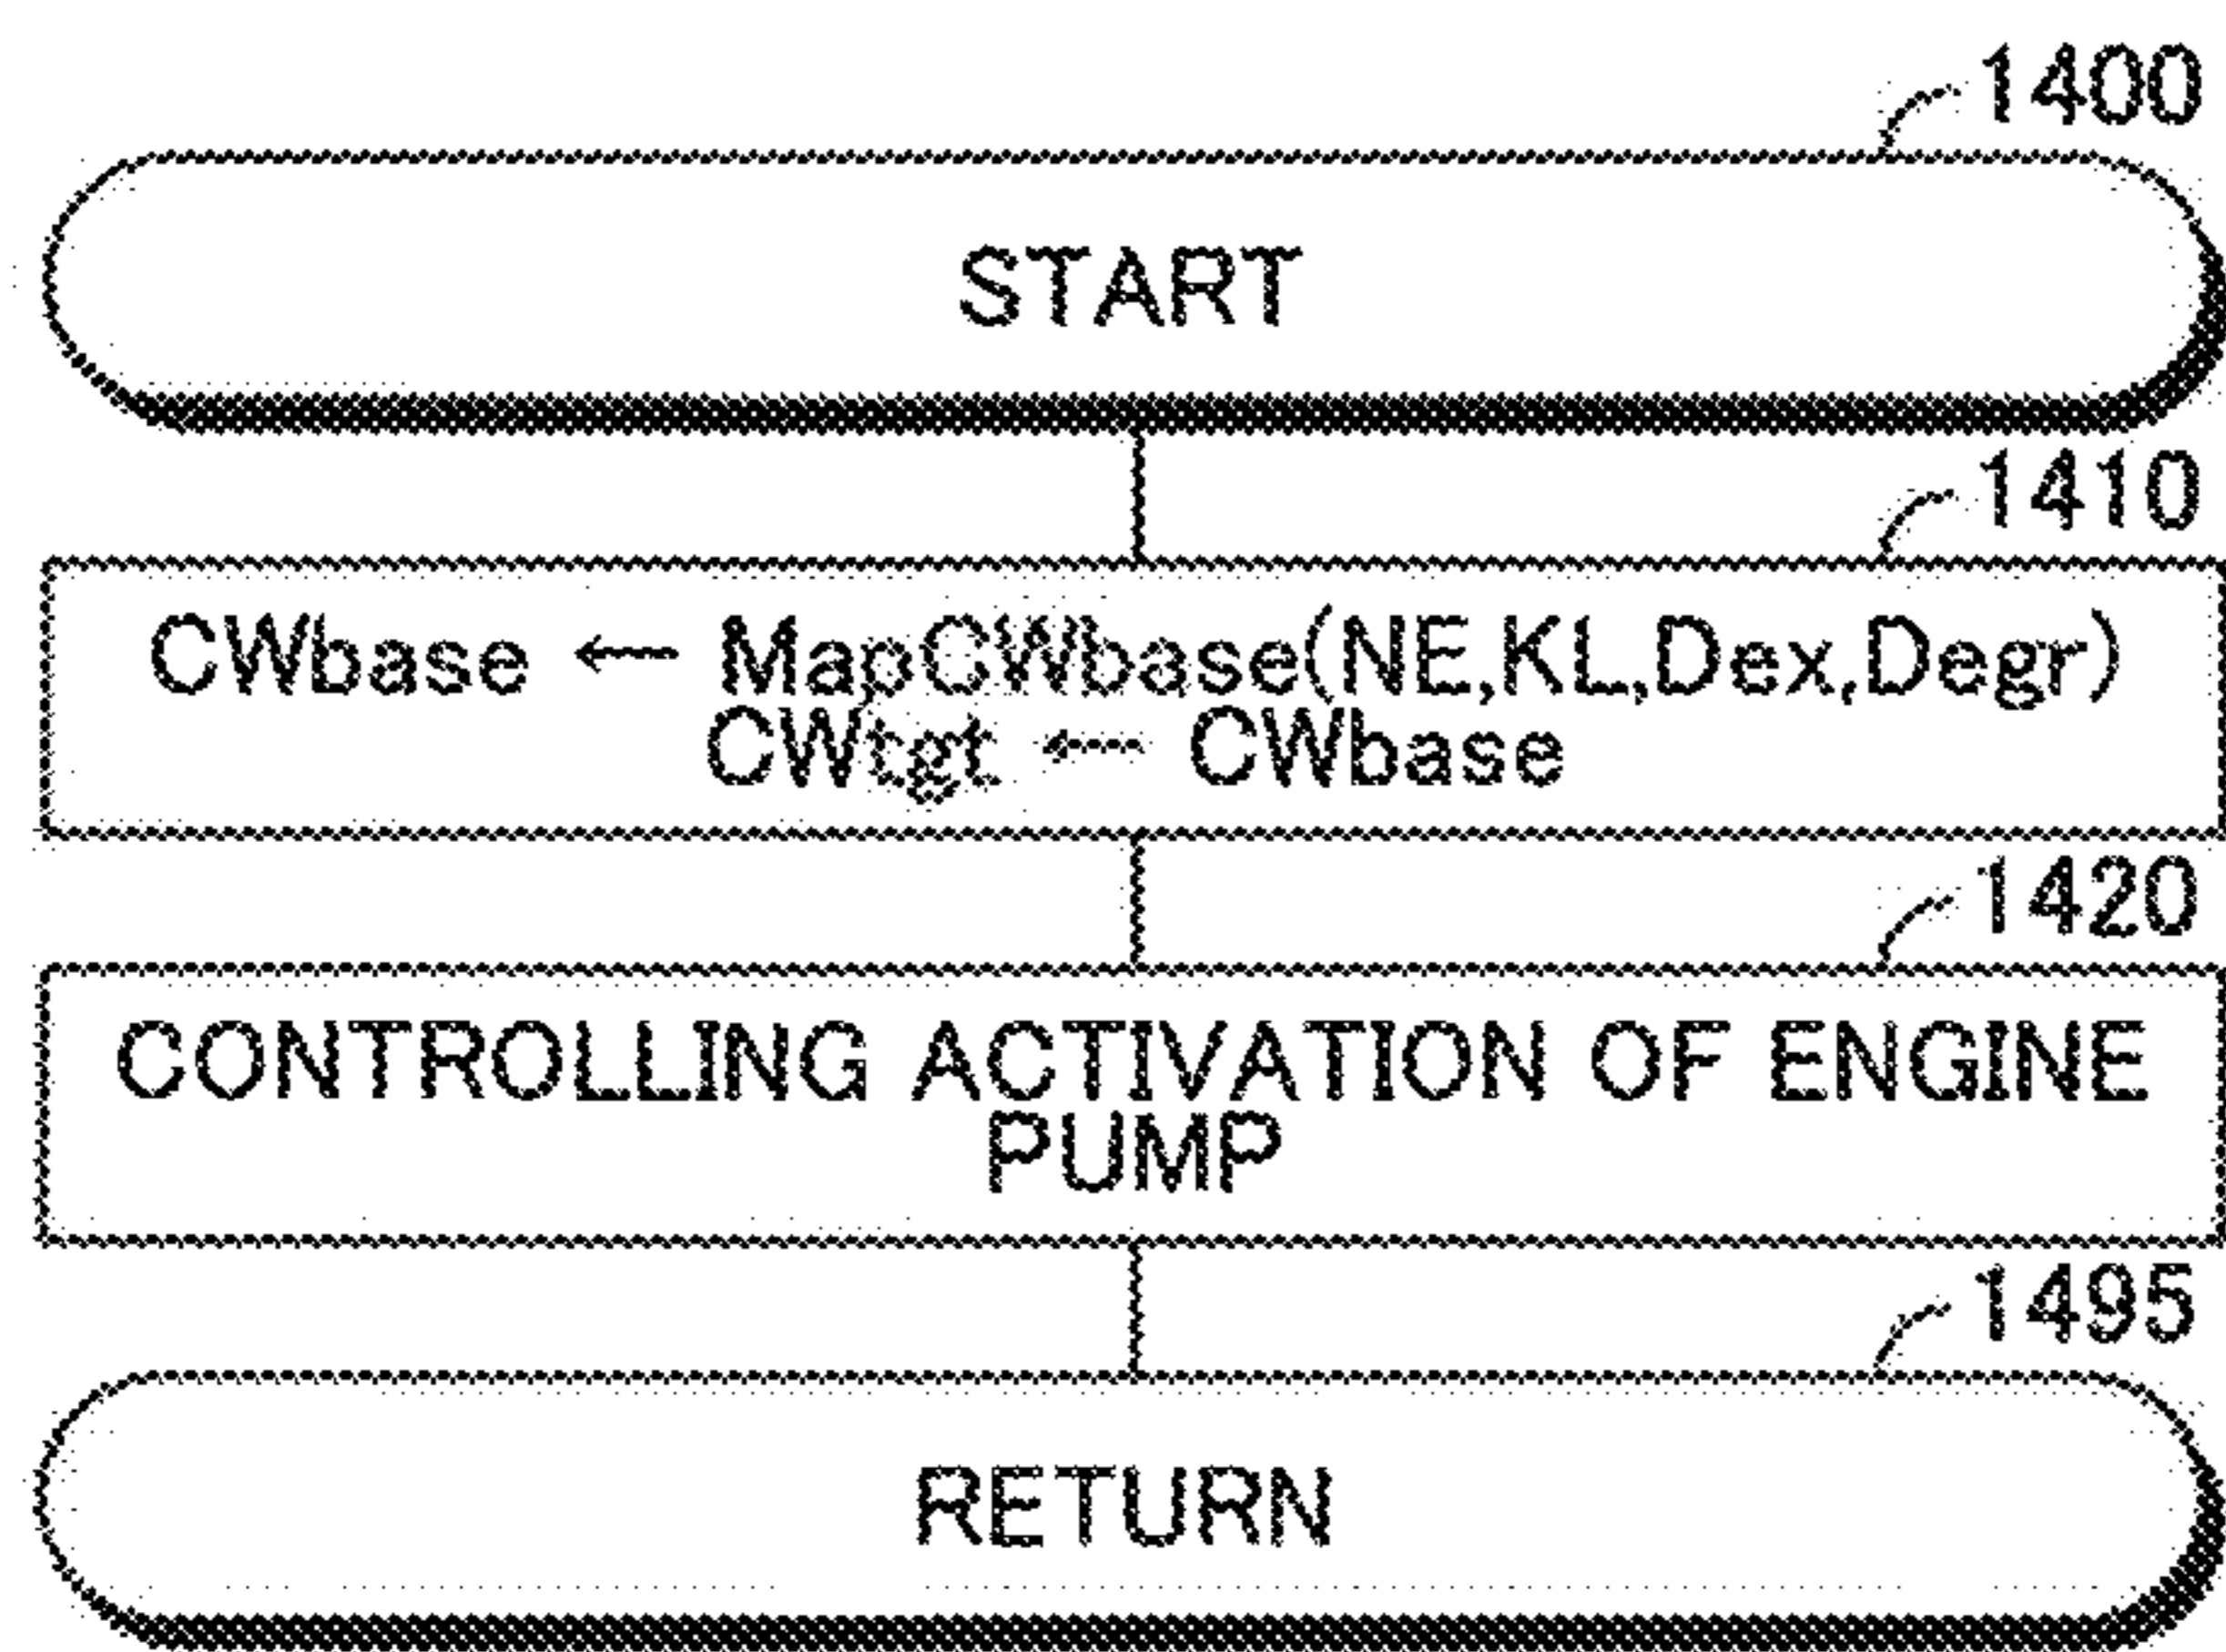 1400
START
1410
CWbase ← MapCWbase(NE,KL,Dex,Degr)
CWtgt ← CWbase
1420
CONTROLLING ACTIVATION OF ENGINE
PUMP
1495
RETURN